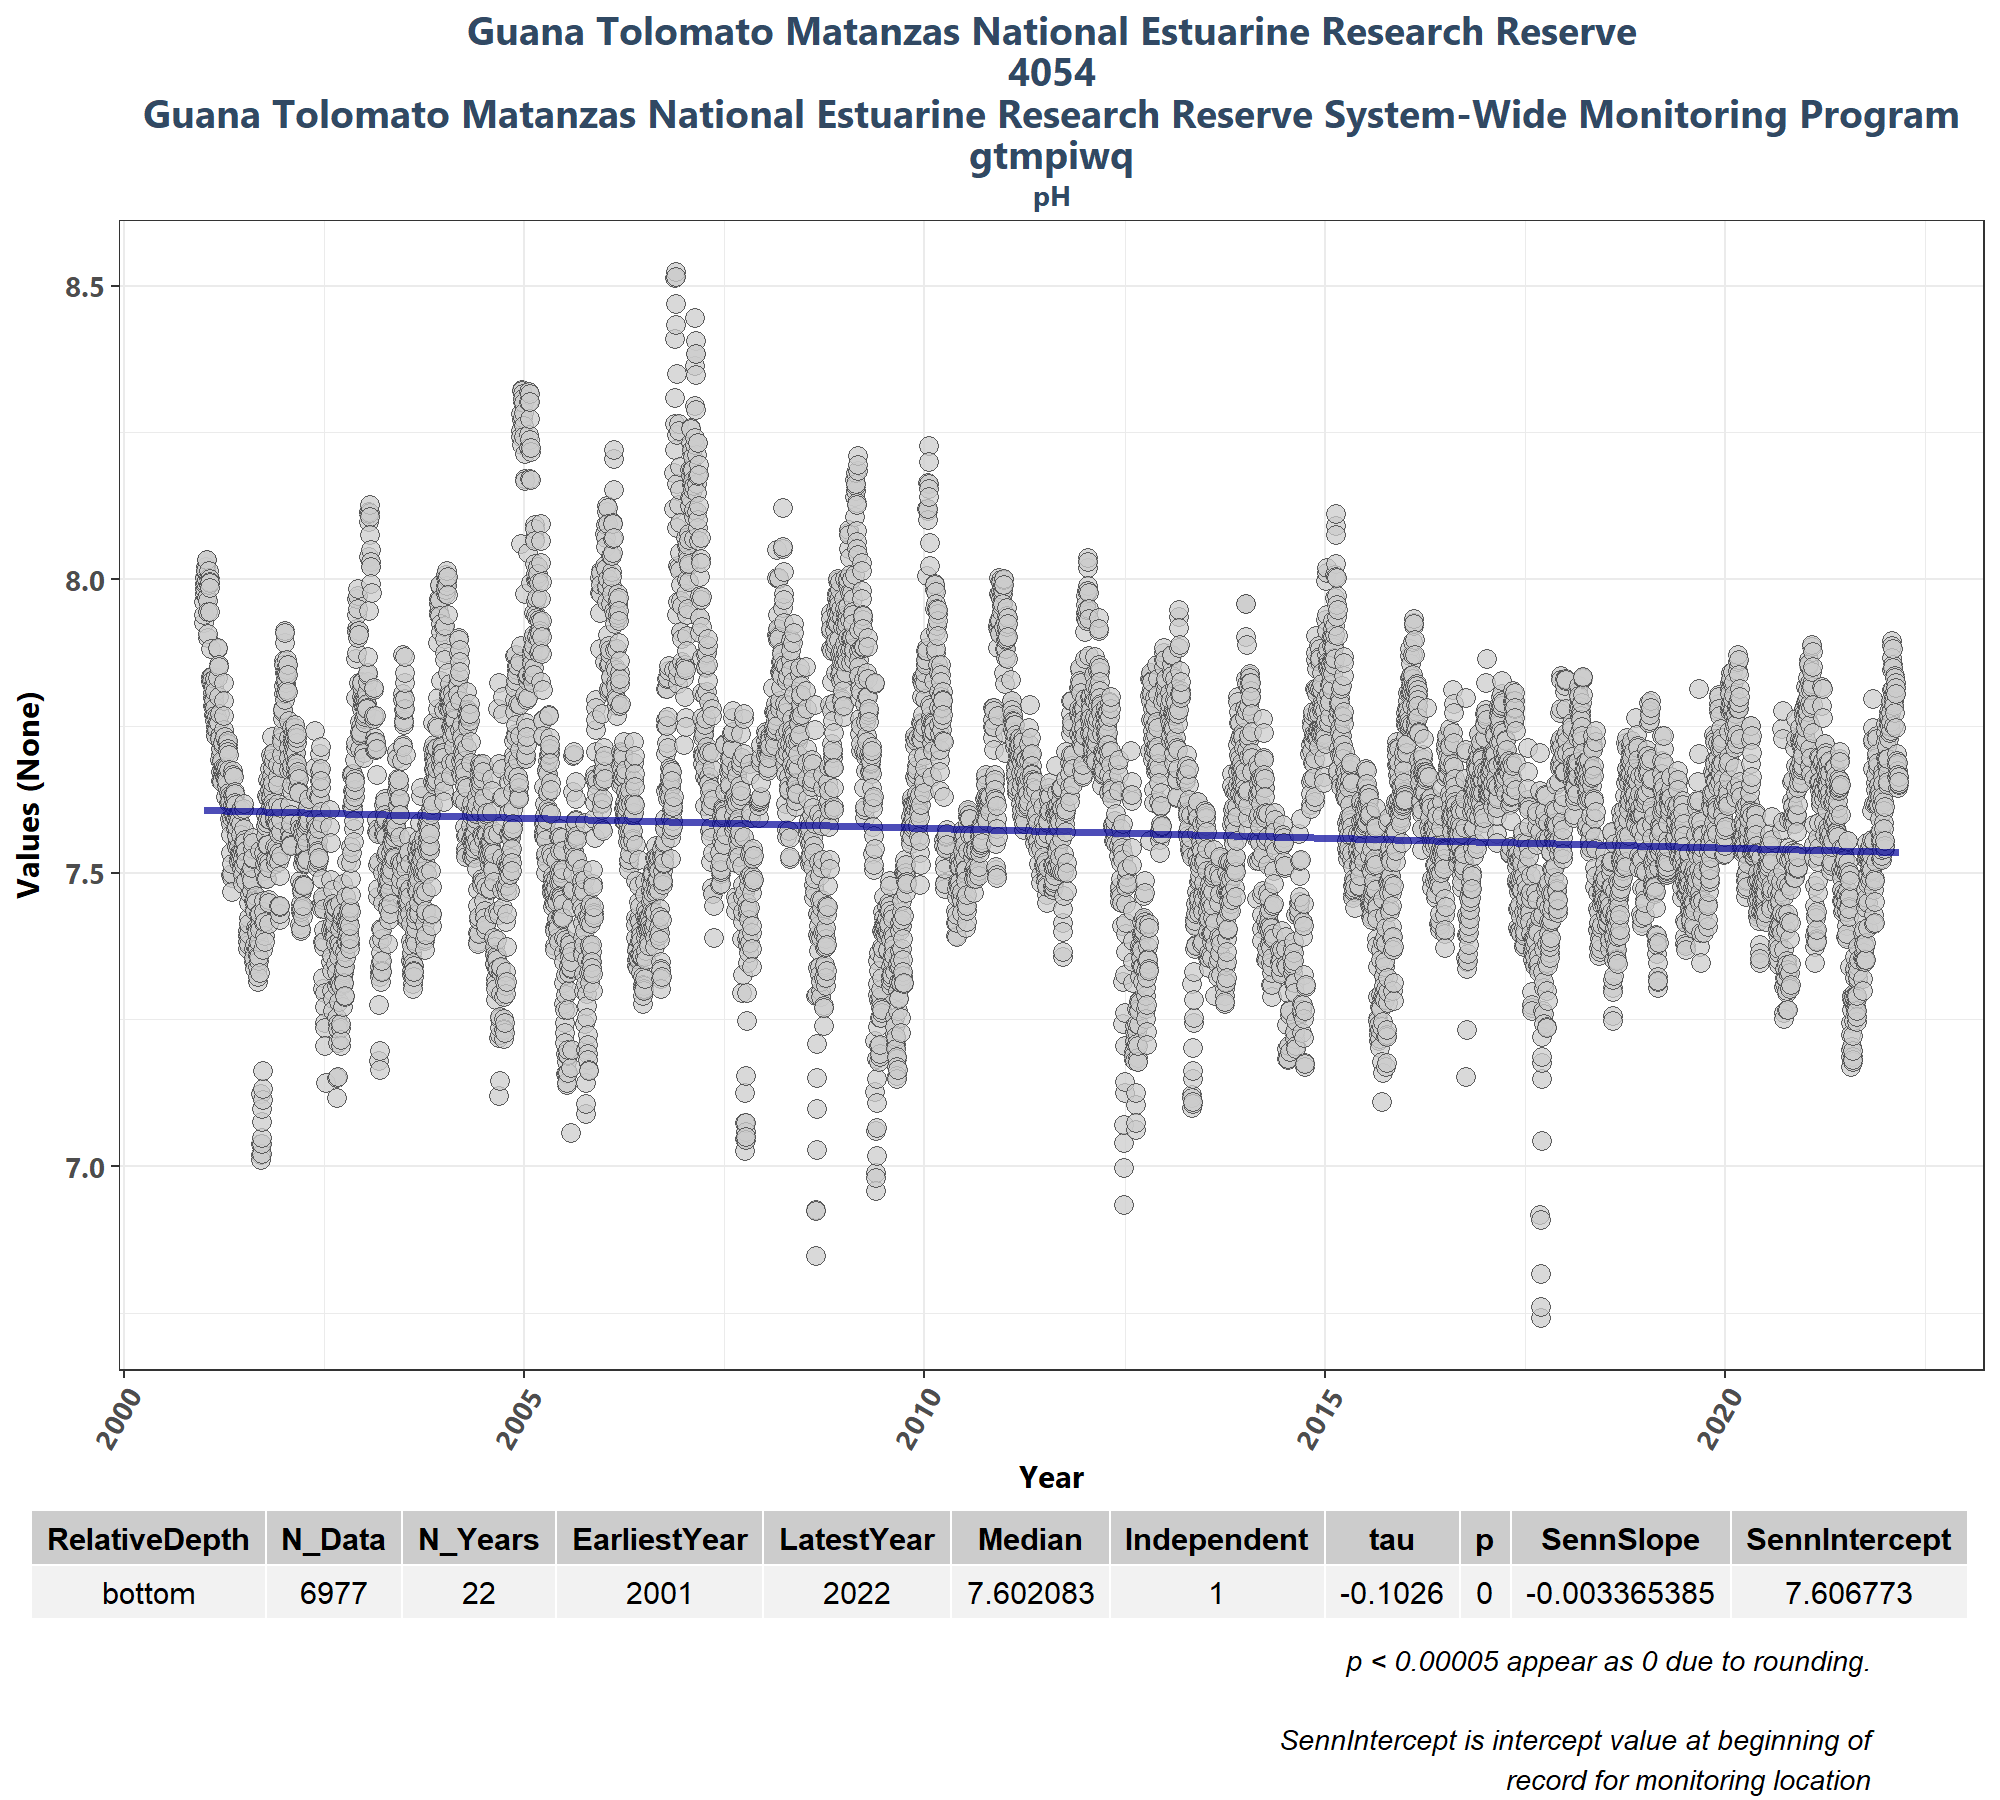 Guana Tolomato Matanzas National Estuarine Research Reserve
4054
Guana Tolomato Matanzas National Estuarine Research Reserve System-Wide Monitoring Program
gtmpiwq
pH
Values (None)
8.5
8.0
7.5
7.0
2000
2005
2010
2015
2020
Year
RelativeDepth N_Data N_Years EarliestYear LatestYear Median Independent tau p SennSlope SennIntercept
bottom 6977 22 2001 2022 7.602083 1 -0.1026 0 -0.003365385 7.606773
p < 0.00005 appear as 0 due to rounding.
SennIntercept is intercept value at beginning of
record for monitoring location